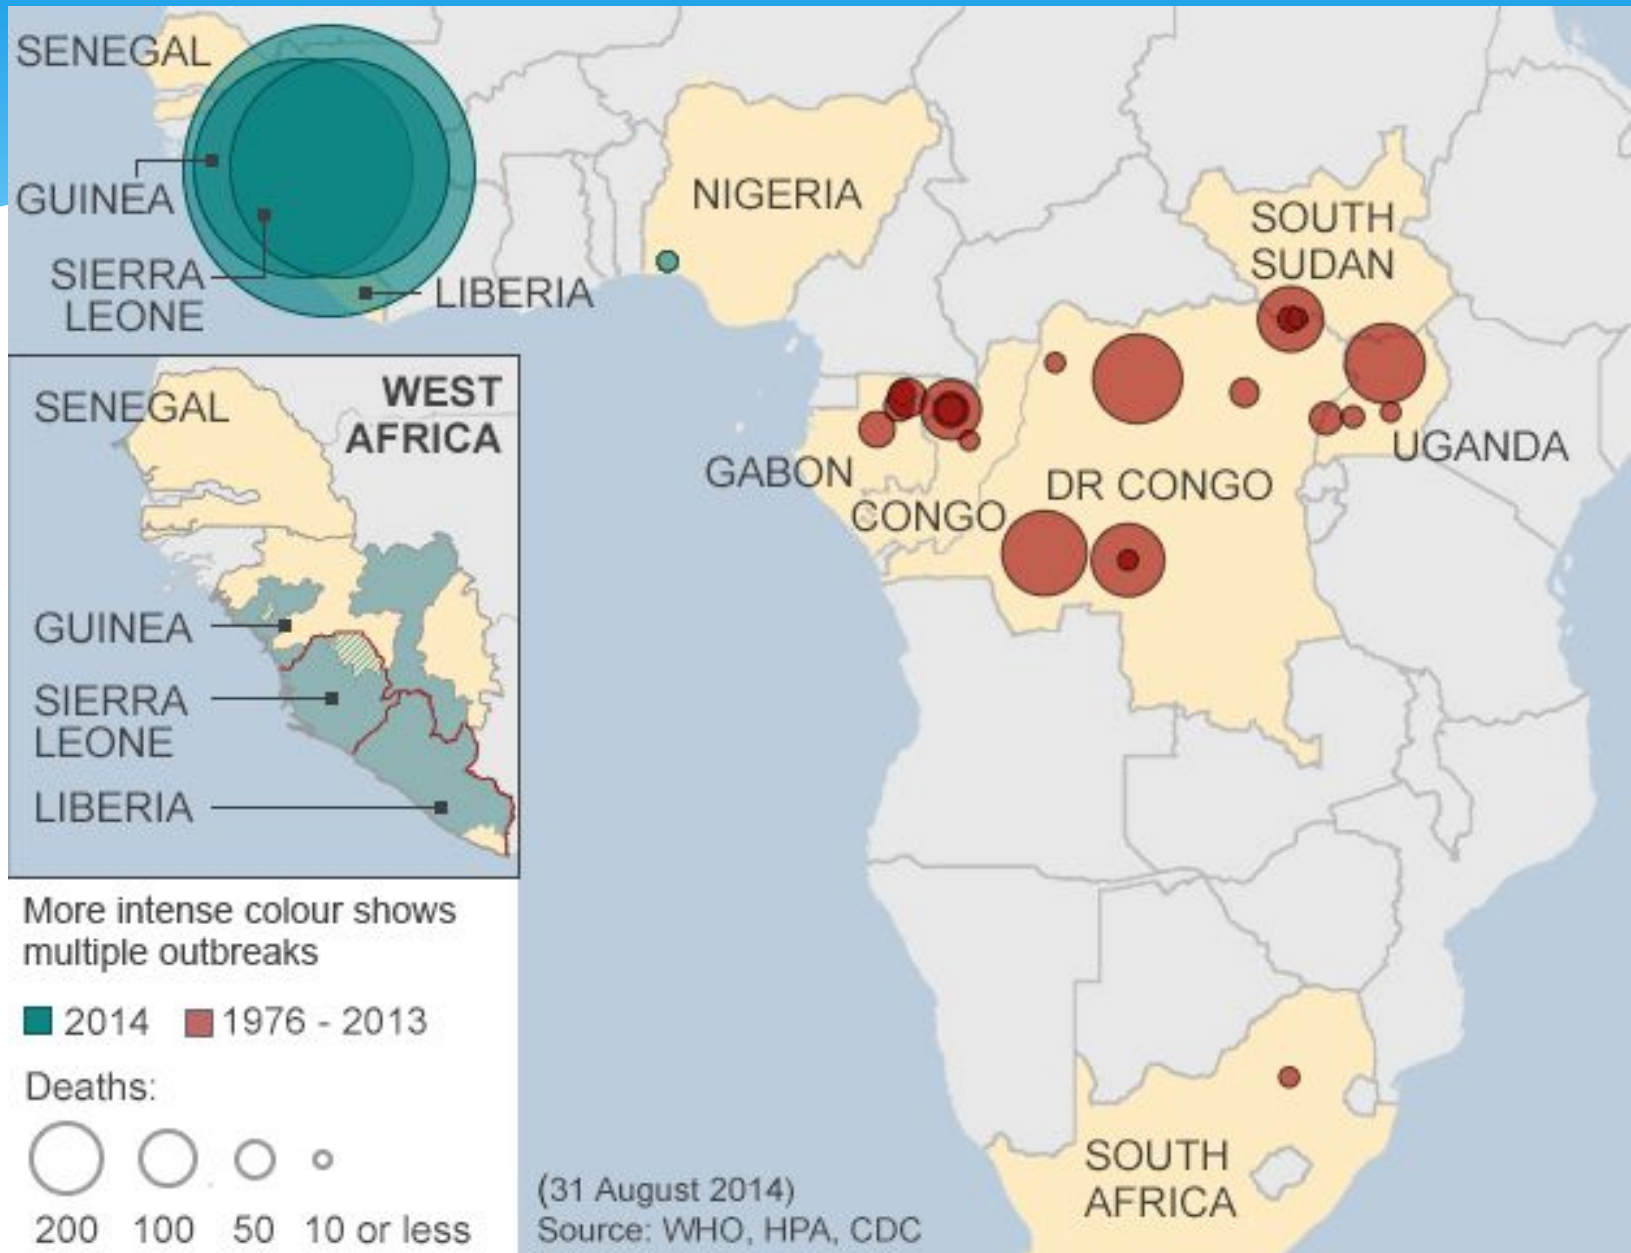 SENEGAL
GUINEA
SIERRA
LEONE
LIBERIA
NIGERIA
SOUTH
SUDAN
UGANDA
GABON
CONGO
DR CONGO
SOUTH
AFRICA
WEST
AFRICA
SENEGAL
GUINEA
SIERRA
LEONE
LIBERIA
More intense colour shows
multiple outbreaks
2014 1976 - 2013
Deaths:
200 100 50 10 or less
(31 August 2014)
Source: WHO, HPA, CDC